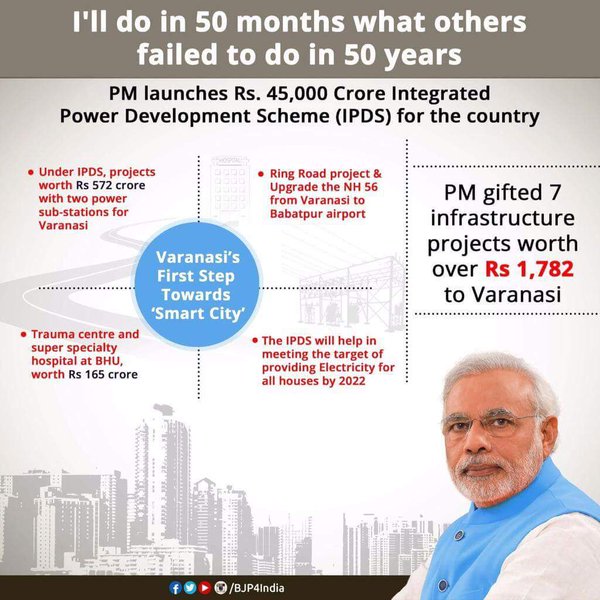 I'll do in 50 months what others
failed to do in 50 years
PM launches Rs. 45,000 Crore Integrated
Power Development Scheme (IPDS) for the country
• Under IPDS, projects
worth Rs 572 crore
with two power
sub-stations for
Varanasi
• Ring Road project &
Upgrade the NH 56
from Varanasi to
Babatpur airport
Varanasi's
First Step
Towards
'Smart City'
• Trauma centre and
super specialty
hospital at BHU,
worth Rs 165 crore
• The IPDS will help in
meeting the target of
providing Electricity for
all houses by 2022
PM gifted 7
infrastructure
projects worth
over Rs 1,782
to Varanasi
HOSPITAL
/BJP4India